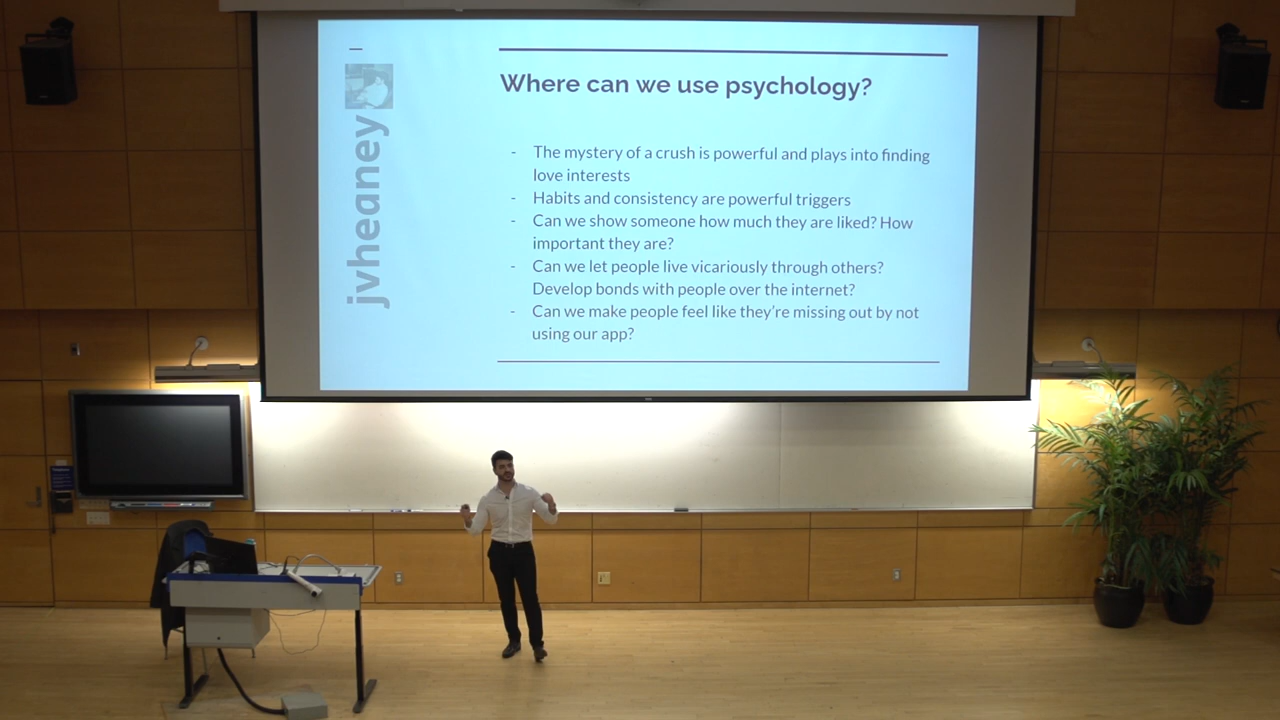 jvheaney
Where can we use psychology?
- The mystery of a crush is powerful and plays into finding
love interests
- Habits and consistency are powerful triggers
- Can we show someone how much they are liked? How
important they are?
- Can we let people live vicariously through others?
Develop bonds with people over the internet?
- Can we make people feel like they're missing out by not
using our app?